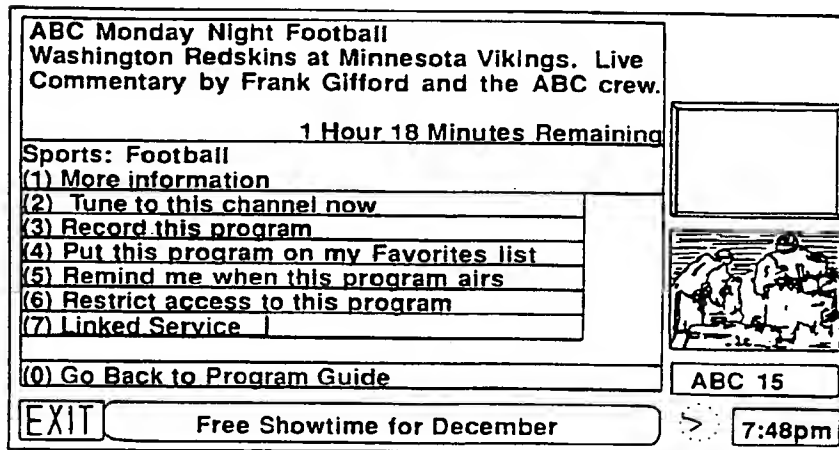 ABC Monday Night Football
Washington Redskins at Minnesota Vikings. Live
Commentary by Frank Gifford and the ABC crew.
1 Hour 18 Minutes Remaining
Sports: Football
(1) More information
(2) Tune to this channel now
(3) Record this program
(4) Put this program on my Favorites list
(5) Remind me when this program airs
(6) Restrict access to this program
(7) Linked Service
(0) Go Back to Program Guide
ABC 15
EXIT
Free Showtime for December
>
7:48pm